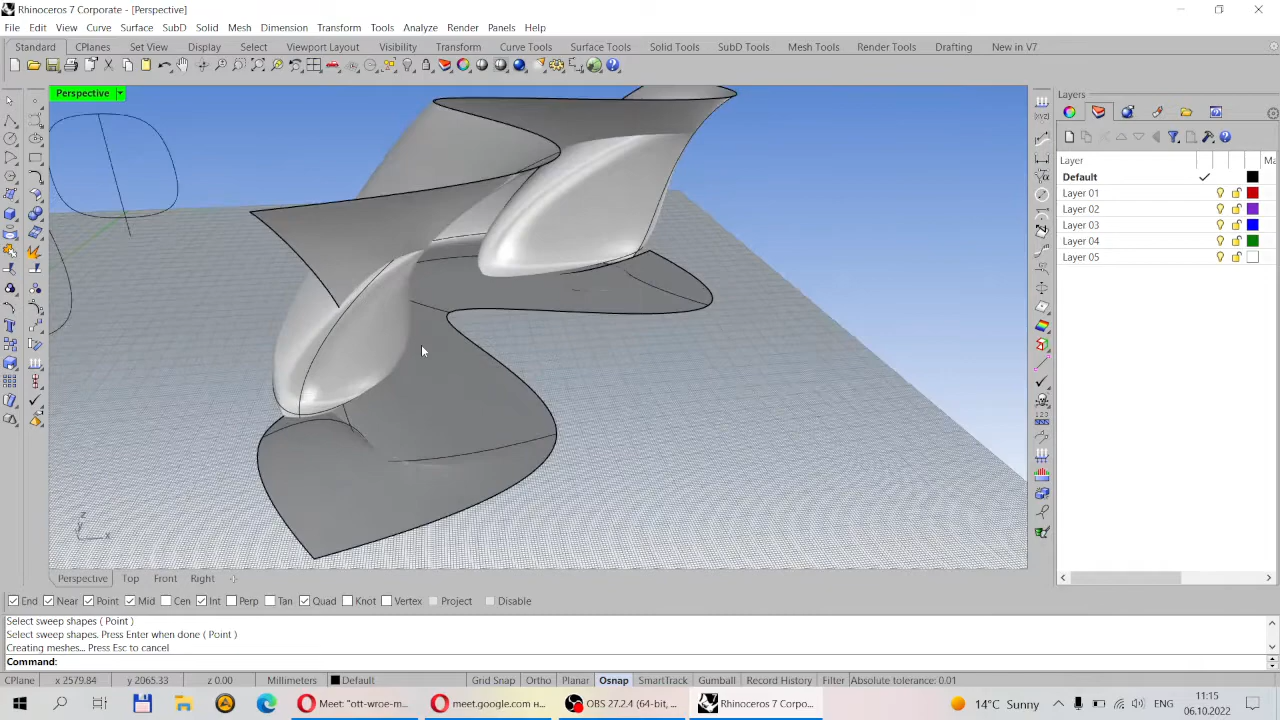 Rhinoceros 7 Corporate - [Perspective]
File Edit View Curve Surface SubD Solid Mesh Dimension Transform Tools Analyze Render Panels Help
Standard CPlanes Set View Display Select Viewport Layout Visibility Transform Curve Tools Surface Tools Solid Tools SubD Tools Mesh Tools Render Tools Drafting New in V7
Perspective
Layers
Layer Ma
Default
Layer 01
Layer 02
Layer 03
Layer 04
Layer 05
z
y
x
Perspective Top Front Right
End Near Point Mid Cen Int Perp Tan Quad Knot Vertex Project Disable
Select sweep shapes ( Point )
Select sweep shapes. Press Enter when done ( Point )
Creating meshes... Press Esc to cancel
Command:
CPlane x 2579.84 y 2065.33 z 0.00 Millimeters Default Grid Snap Ortho Planar Osnap SmartTrack Gumball Record History Filter Absolute tolerance: 0.01
Meet: "ott-wroe-m... meet.google.com н... OBS 27.2.4 (64-bit, ... Rhinoceros 7 Corpo... 14°C Sunny ENG
11:15
06.10.2022